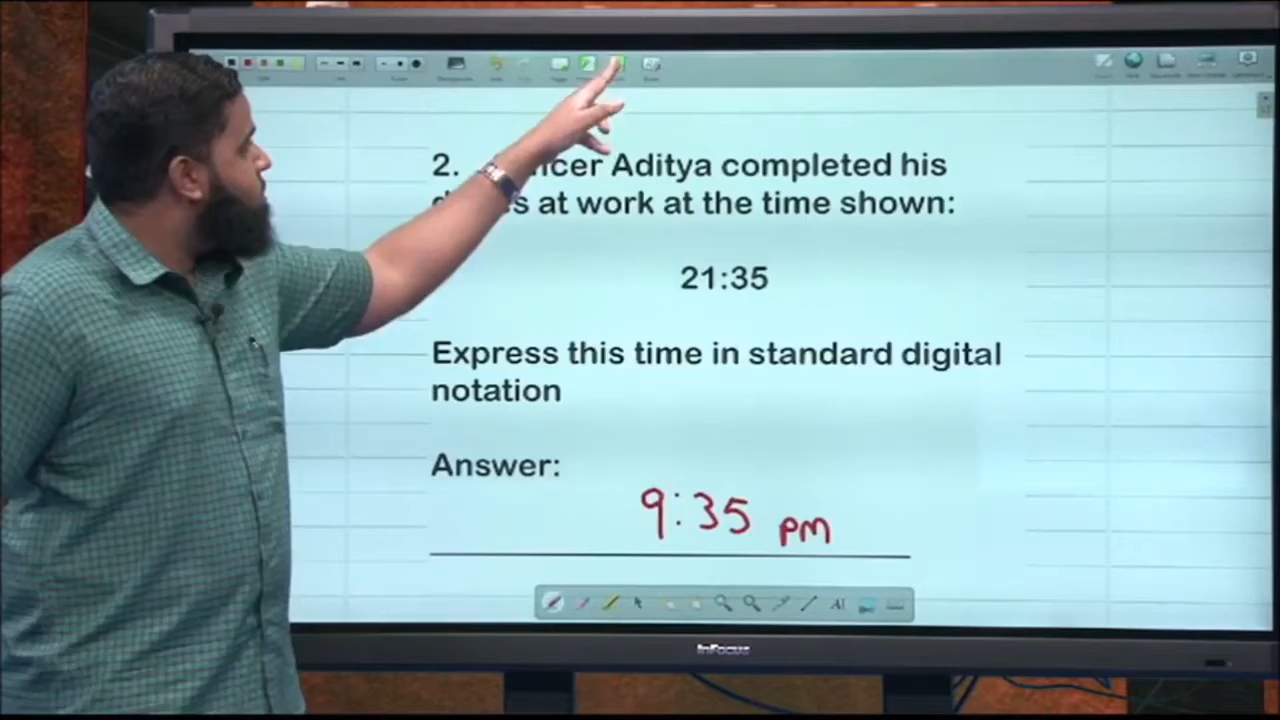 2. cer Aditya completed his
d s at work at the time shown:
21:35
Express this time in standard digital
notation
Answer:
9:35 pm
InFocus